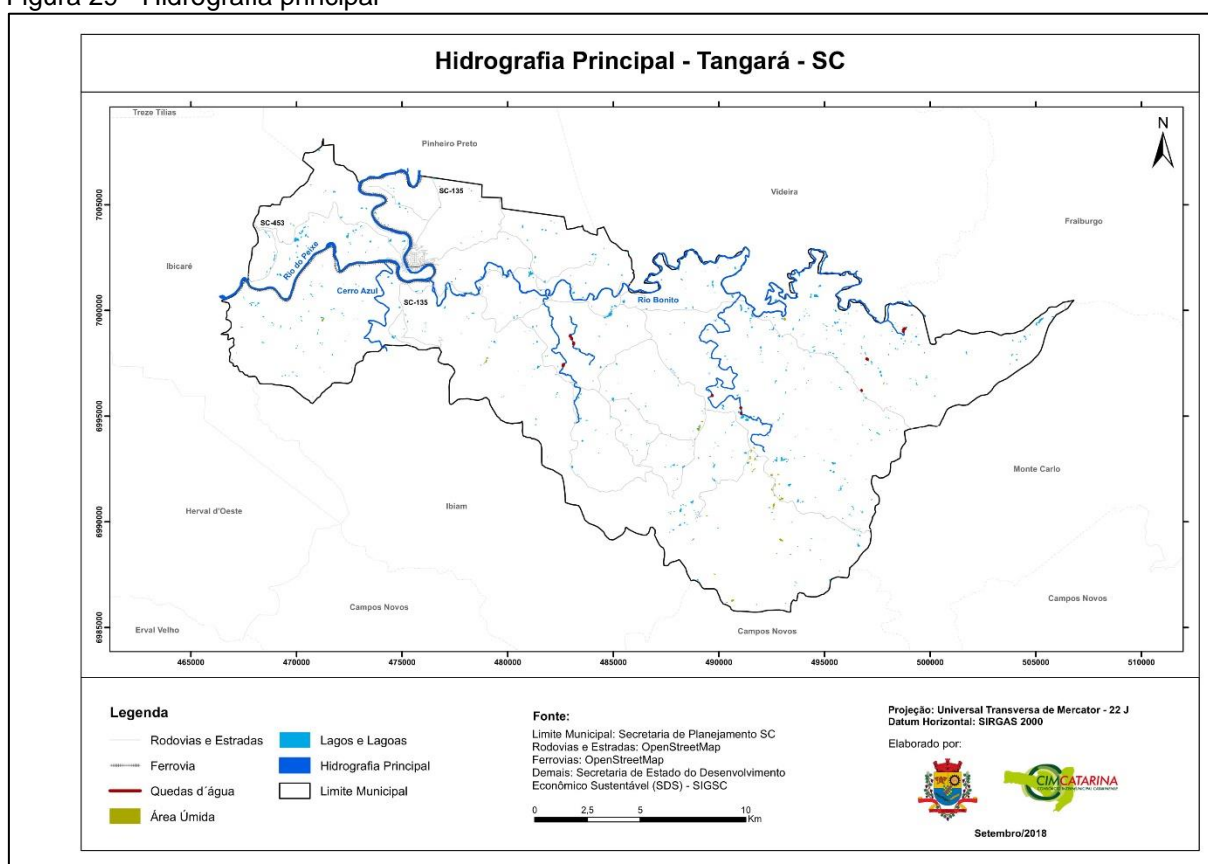 Figura 29 - Hidrografia principal
Hidrografia Principal - Tangará - SC
Treze Tílias
Pinheiro Preto
N
SC-135
Videira
Fraiburgo
SC-453
Ibicaré
Rio do Peixe
Cerro Azul
SC-135
Rio Bonito
Monte Carlo
Herval d'Oeste
Ibiam
Campos Novos
Campos Novos
Erval Velho
Campos Novos
7005000
7000000
6995000
6990000
6985000
465000 470000 475000 480000 485000 490000 495000 500000 505000 510000
Legenda
Rodovias e Estradas
Ferrovia
Quedas d´água
Área Úmida
Lagos e Lagoas
Hidrografia Principal
Limite Municipal
Fonte:
Limite Municipal: Secretaria de Planejamento SC
Rodovias e Estradas: OpenStreetMap
Ferrovias: OpenStreetMap
Demais: Secretaria de Estado do Desenvolvimento
Econômico Sustentável (SDS) - SIGSC
0 2,5 5 10
Km
Projeção: Universal Transversa de Mercator - 22 J
Datum Horizontal: SIRGAS 2000
Elaborado por:
CIMCATARINA
Setembro/2018